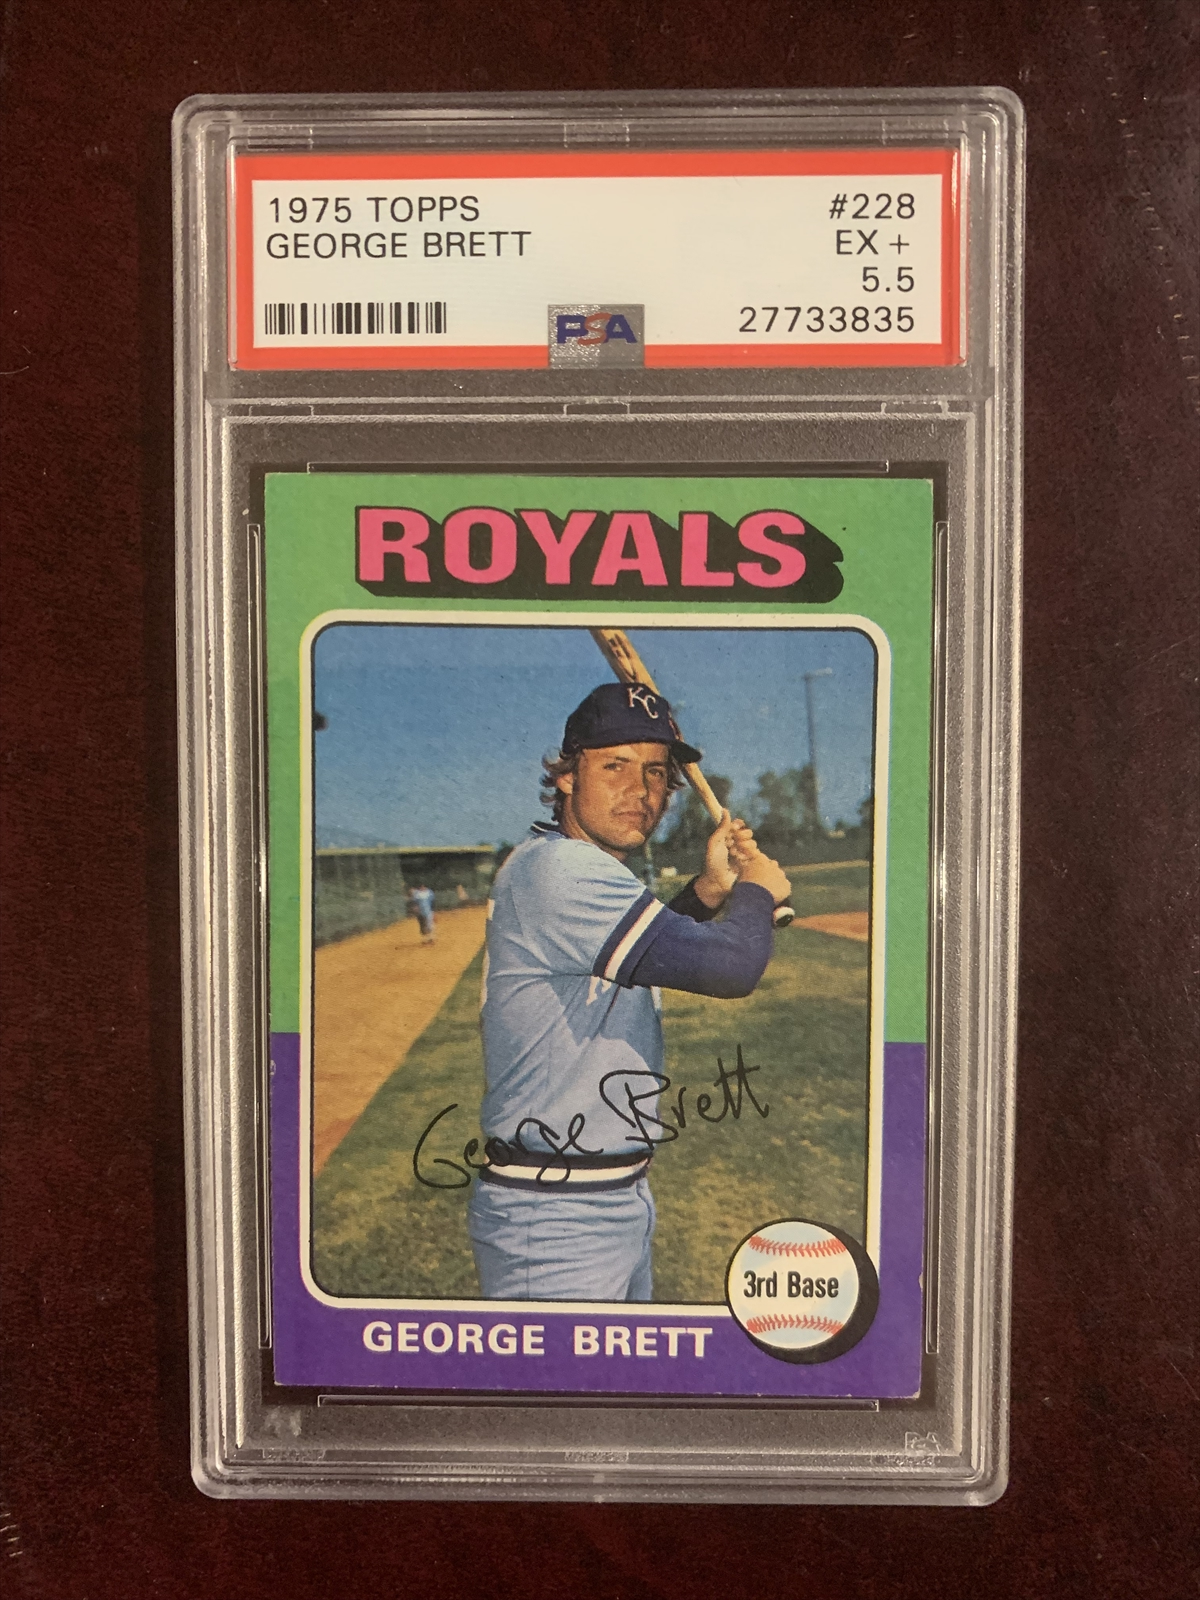 1975 TOPPS #228
GEORGE BRETT EX +
5.5
27733835
PSA
ROYALS
KC
George Brett
3rd Base
GEORGE BRETT